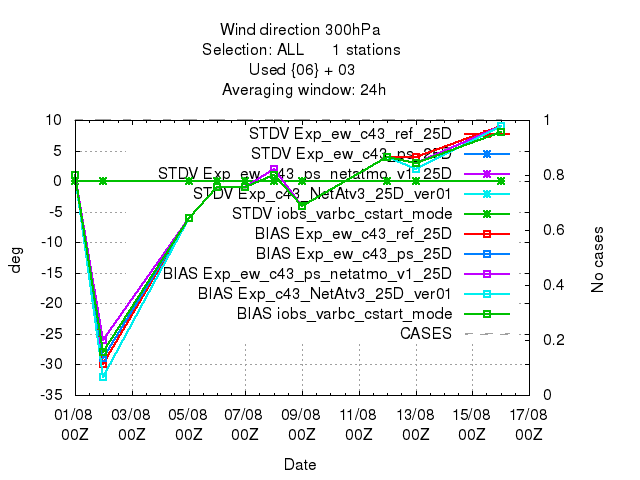 Wind direction 300hPa
Selection: ALL 1 stations
Used {06} + 03
Averaging window: 24h
10 1
STDV Exp_ew_c43_ref_25D
5
STDV Exp_ew_c43_ps_25D
0.8
STDV Exp_ew_c43_ps_netatmo_v1_25D
0
STDV Exp_c43_NetAtv3_25D_ver01
-5
STDV iobs_varbc_cstart_mode
0.6
BIAS Exp_ew_c43_ref_25D
-10
BIAS Exp_ew_c43_ps_25D
deg
No cases
-15
BIAS Exp_ew_c43_ps_netatmo_v1_25D
0.4
-20
BIAS Exp_c43_NetAtv3_25D_ver01
BIAS iobs_varbc_cstart_mode
-25
CASES
0.2
-30
-35 0
01/08 03/08 05/08 07/08 09/08 11/08 13/08 15/08 17/08
00Z 00Z 00Z 00Z 00Z 00Z 00Z 00Z 00Z
Date